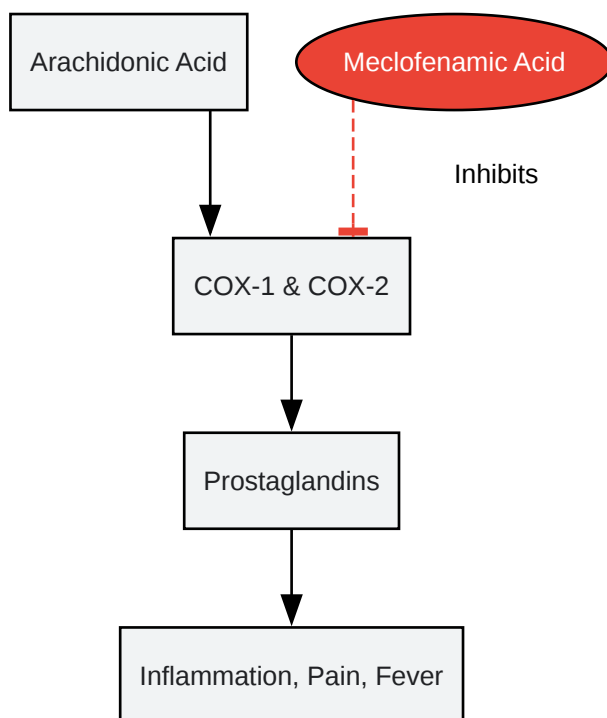 Arachidonic Acid
Meclofenamic Acid
Inhibits
COX-1 & COX-2
Prostaglandins
Inflammation, Pain, Fever